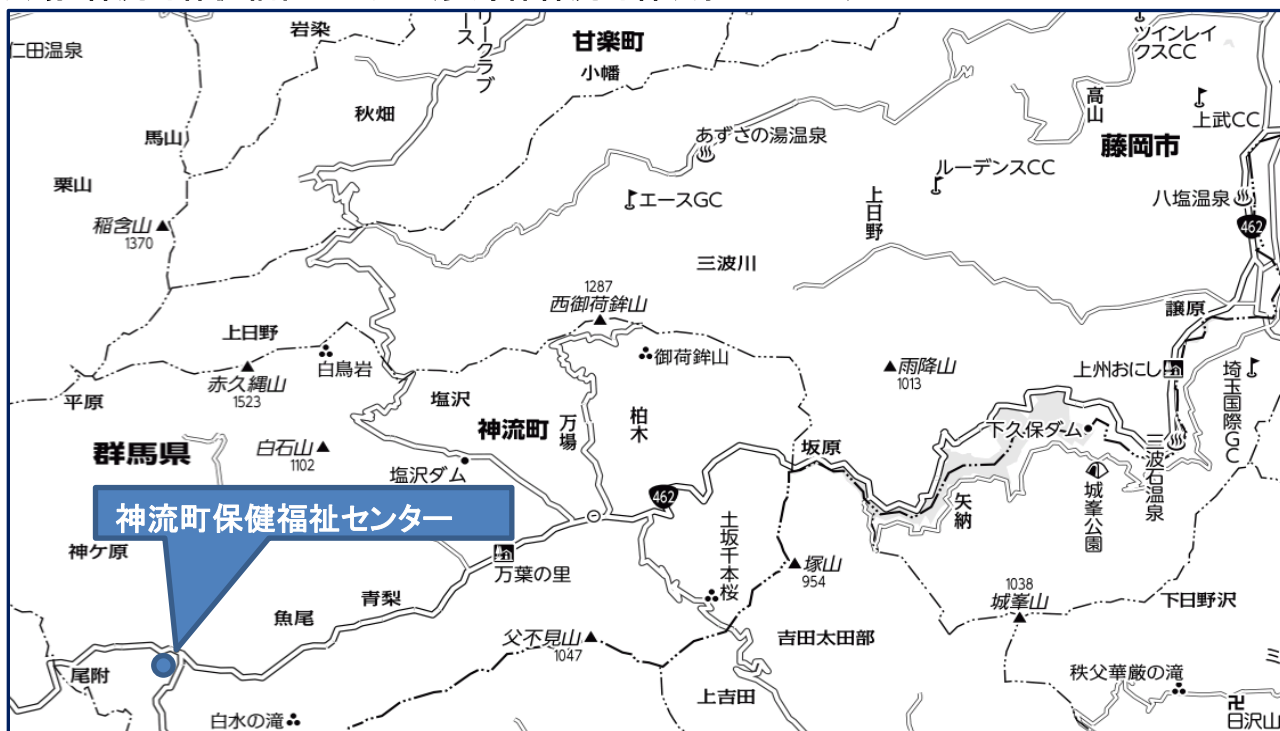 岩染
リークラブ
ース
甘楽町
小幡
仁田温泉
秋畑
馬山
栗山
稲含山
1370
あずさの湯温泉
エースGC
ルーデンスCC
上日野
高山
ツインレイ
クスCC
上武CC
藤岡市
八塩温泉
462
三波川
譲原
1287
西御荷鉾山
御荷鉾山
上日野
白鳥岩
赤久縄山
1523
平原
塩沢
神流町
万場
柏木
雨降山
1013
上州おにし
埼玉国際GC
群馬県
白石山
1102
塩沢ダム
坂原
下久保ダム
三波石温泉
城峯公園
矢納
462
神流町保健福祉センター
神ケ原
万葉の里
土坂千本桜
塚山
954
1038
城峯山
下日野沢
青梨
魚尾
父不見山
1047
吉田太田部
尾附
上吉田
秩父華厳の滝
白水の滝
日沢山